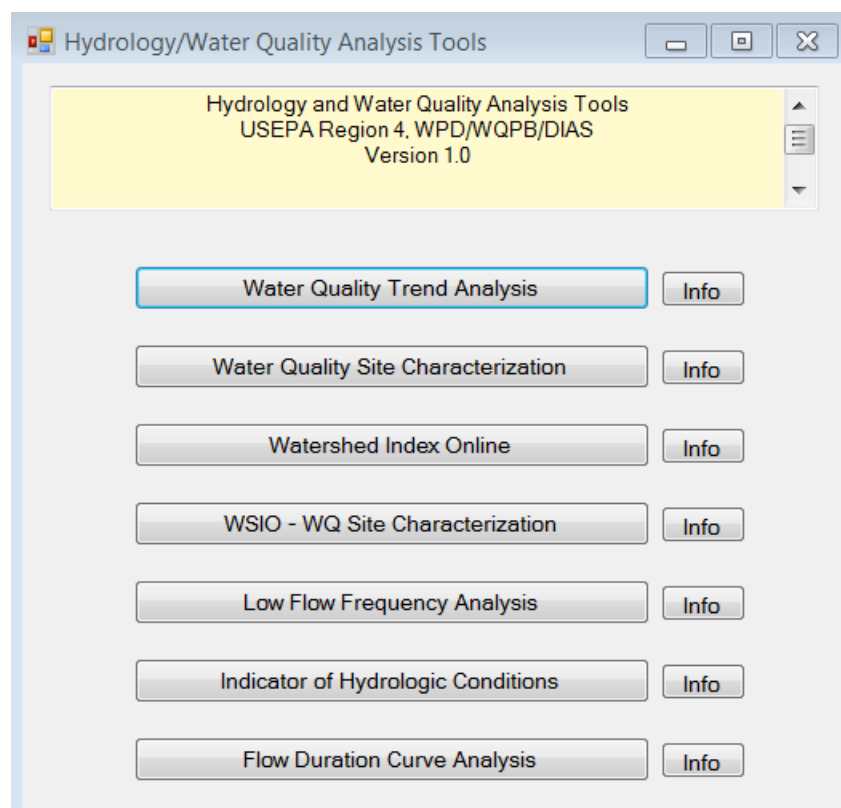 Hydrology/Water Quality Analysis Tools
Hydrology and Water Quality Analysis Tools
USEPA Region 4, WPD/WQPB/DIAS
Version 1.0
Water Quality Trend Analysis Info
Water Quality Site Characterization Info
Watershed Index Online Info
WSIO - WQ Site Characterization Info
Low Flow Frequency Analysis Info
Indicator of Hydrologic Conditions Info
Flow Duration Curve Analysis Info